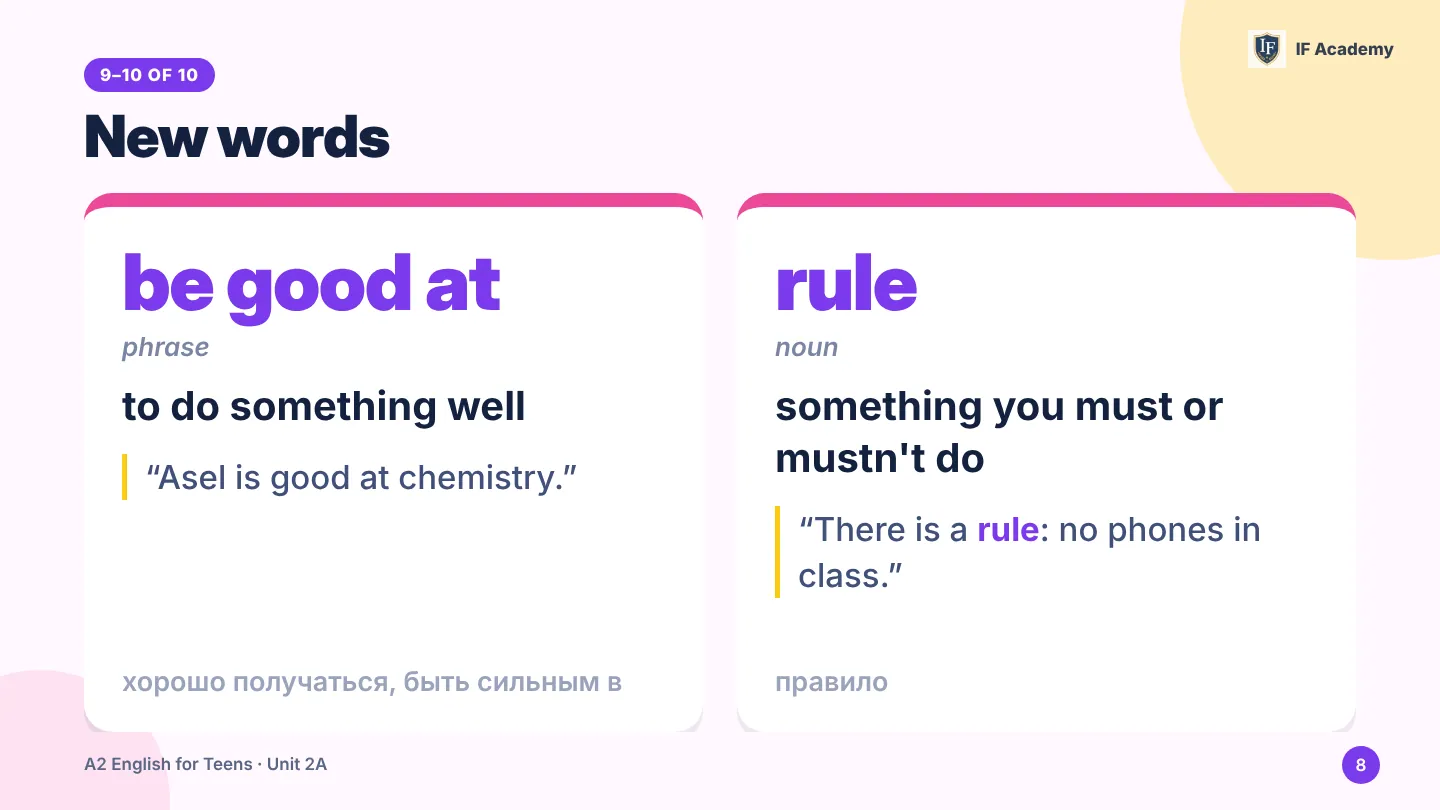 IF
IF Academy
9–10 OF 10
New words
be good at
phrase
to do something well
“Asel is good at chemistry.”
хорошо получаться, быть сильным в
rule
noun
something you must or
mustn't do
“There is a rule: no phones in
class.”
правило
A2 English for Teens · Unit 2A
8